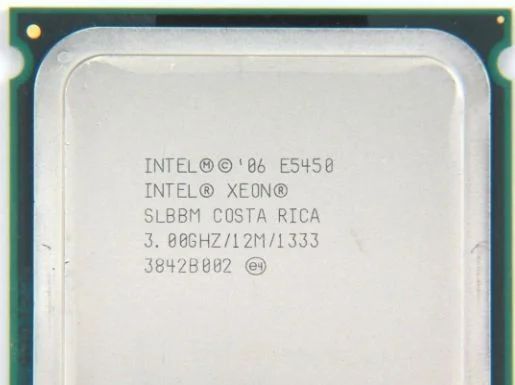 INTEL®©'06 E5450
INTEL® XEON®
SLBBM COSTA RICA
3.00GHZ/12M/1333
3842B002 e4